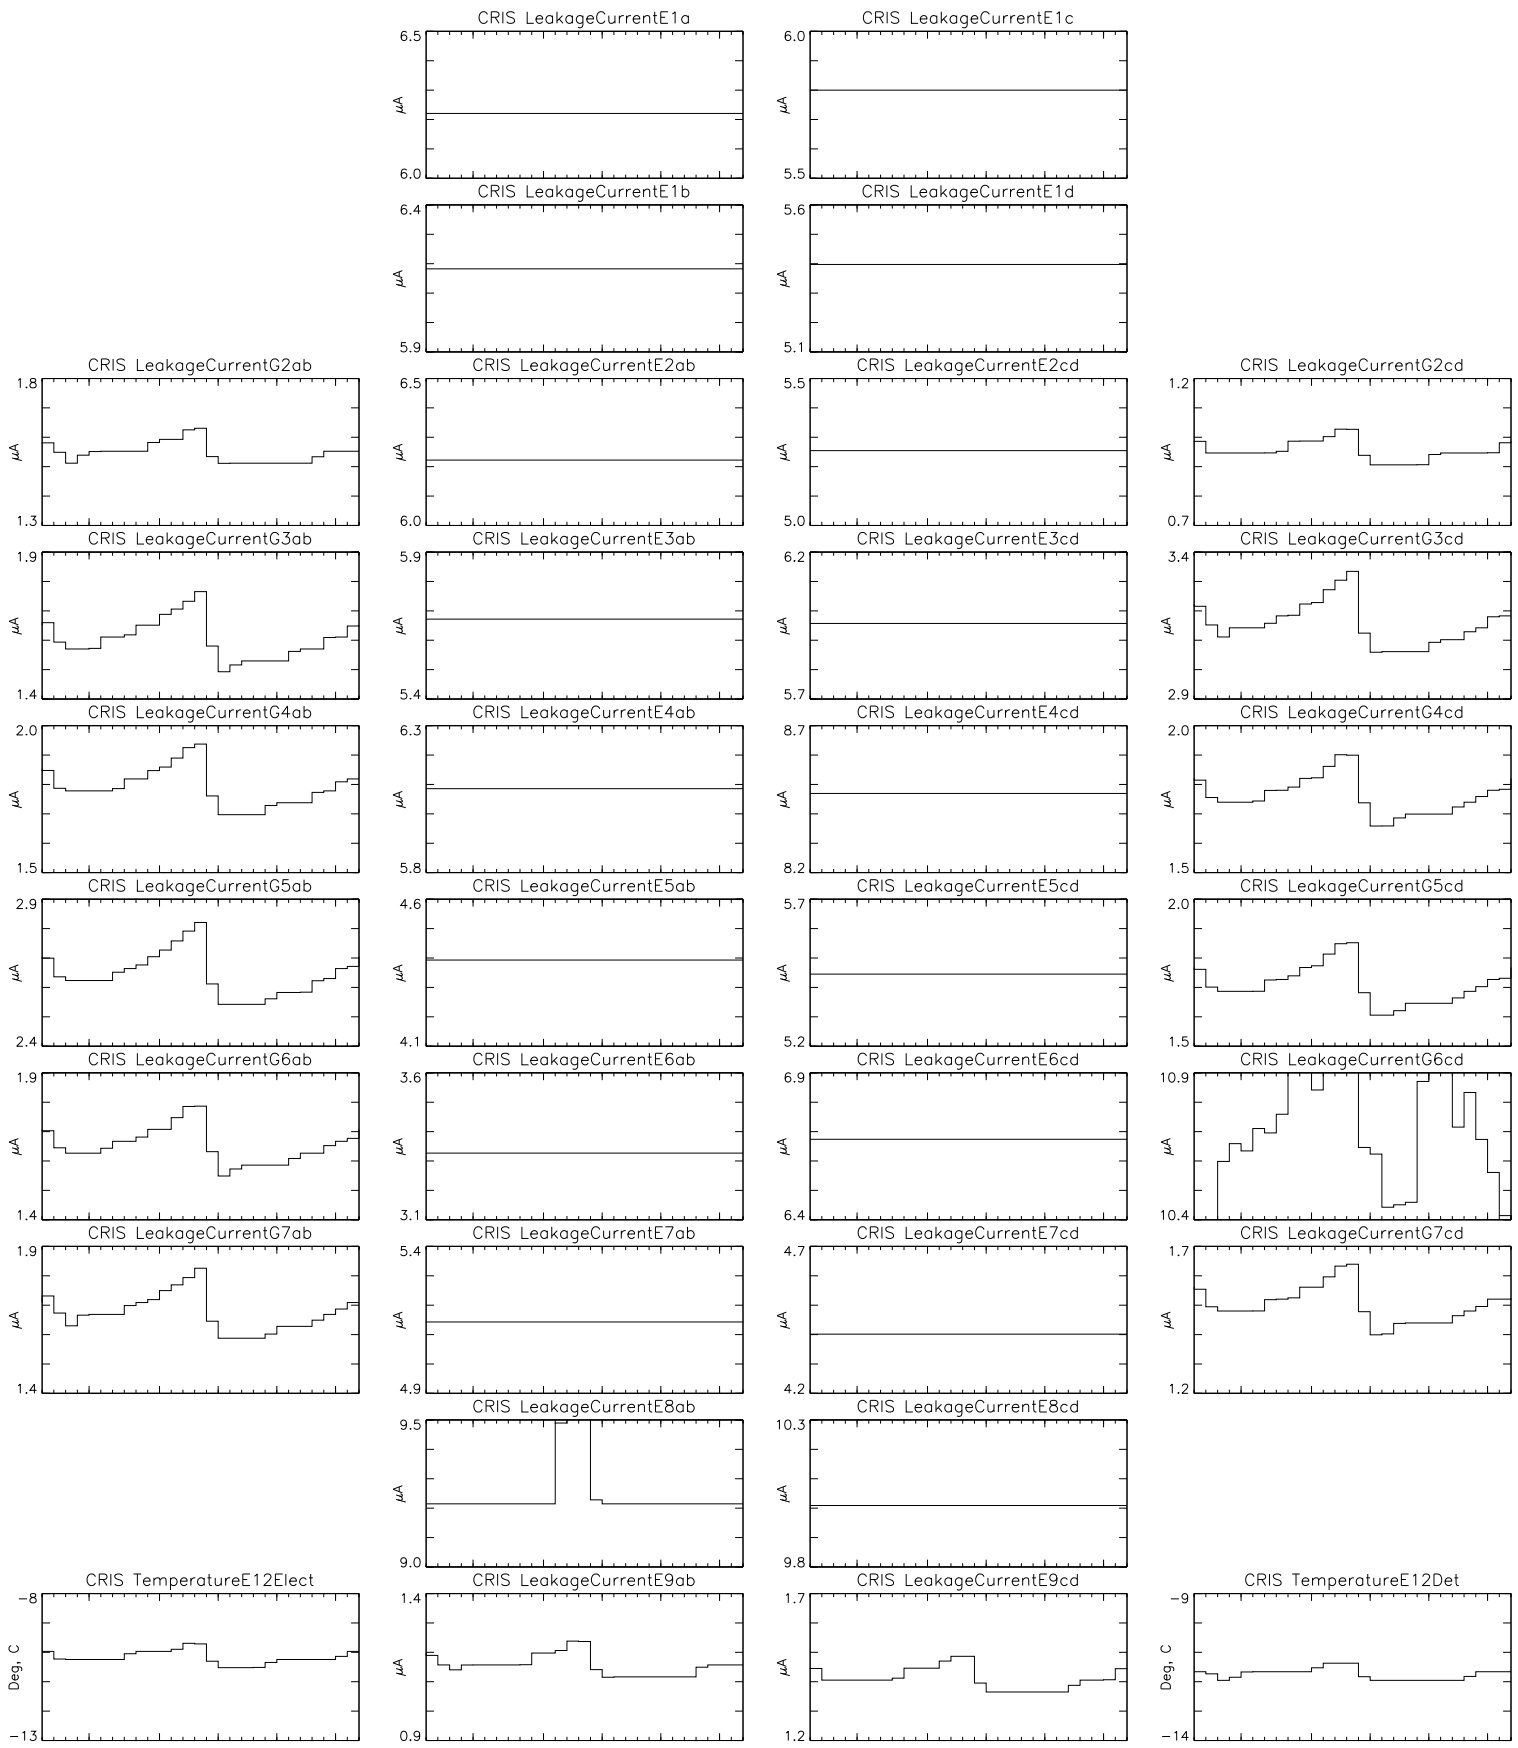 CRIS LeakageCurrentE1a
6.5
μA
6.0
CRIS LeakageCurrentE1c
6.0
μA
5.5
CRIS LeakageCurrentE1b
6.4
μA
5.9
CRIS LeakageCurrentE1d
5.6
μA
5.1
CRIS LeakageCurrentG2ab
1.8
μA
1.3
CRIS LeakageCurrentE2ab
6.5
μA
6.0
CRIS LeakageCurrentE2cd
5.5
μA
5.0
CRIS LeakageCurrentG2cd
1.2
μA
0.7
CRIS LeakageCurrentG3ab
1.9
μA
1.4
CRIS LeakageCurrentE3ab
5.9
μA
5.4
CRIS LeakageCurrentE3cd
6.2
μA
5.7
CRIS LeakageCurrentG3cd
3.4
μA
2.9
CRIS LeakageCurrentG4ab
2.0
μA
1.5
CRIS LeakageCurrentE4ab
6.3
μA
5.8
CRIS LeakageCurrentE4cd
8.7
μA
8.2
CRIS LeakageCurrentG4cd
2.0
μA
1.5
CRIS LeakageCurrentG5ab
2.9
μA
2.4
CRIS LeakageCurrentE5ab
4.6
μA
4.1
CRIS LeakageCurrentE5cd
5.7
μA
5.2
CRIS LeakageCurrentG5cd
2.0
μA
1.5
CRIS LeakageCurrentG6ab
1.9
μA
1.4
CRIS LeakageCurrentE6ab
3.6
μA
3.1
CRIS LeakageCurrentE6cd
6.9
μA
6.4
CRIS LeakageCurrentG6cd
10.9
μA
10.4
CRIS LeakageCurrentG7ab
1.9
μA
1.4
CRIS LeakageCurrentE7ab
5.4
μA
4.9
CRIS LeakageCurrentE7cd
4.7
μA
4.2
CRIS LeakageCurrentG7cd
1.7
μA
1.2
CRIS LeakageCurrentE8ab
9.5
μA
9.0
CRIS LeakageCurrentE8cd
10.3
μA
9.8
CRIS TemperatureE12Elect
-8
Deg, C
-13
CRIS LeakageCurrentE9ab
1.4
μA
0.9
CRIS LeakageCurrentE9cd
1.7
μA
1.2
CRIS TemperatureE12Det
-9
Deg, C
-14